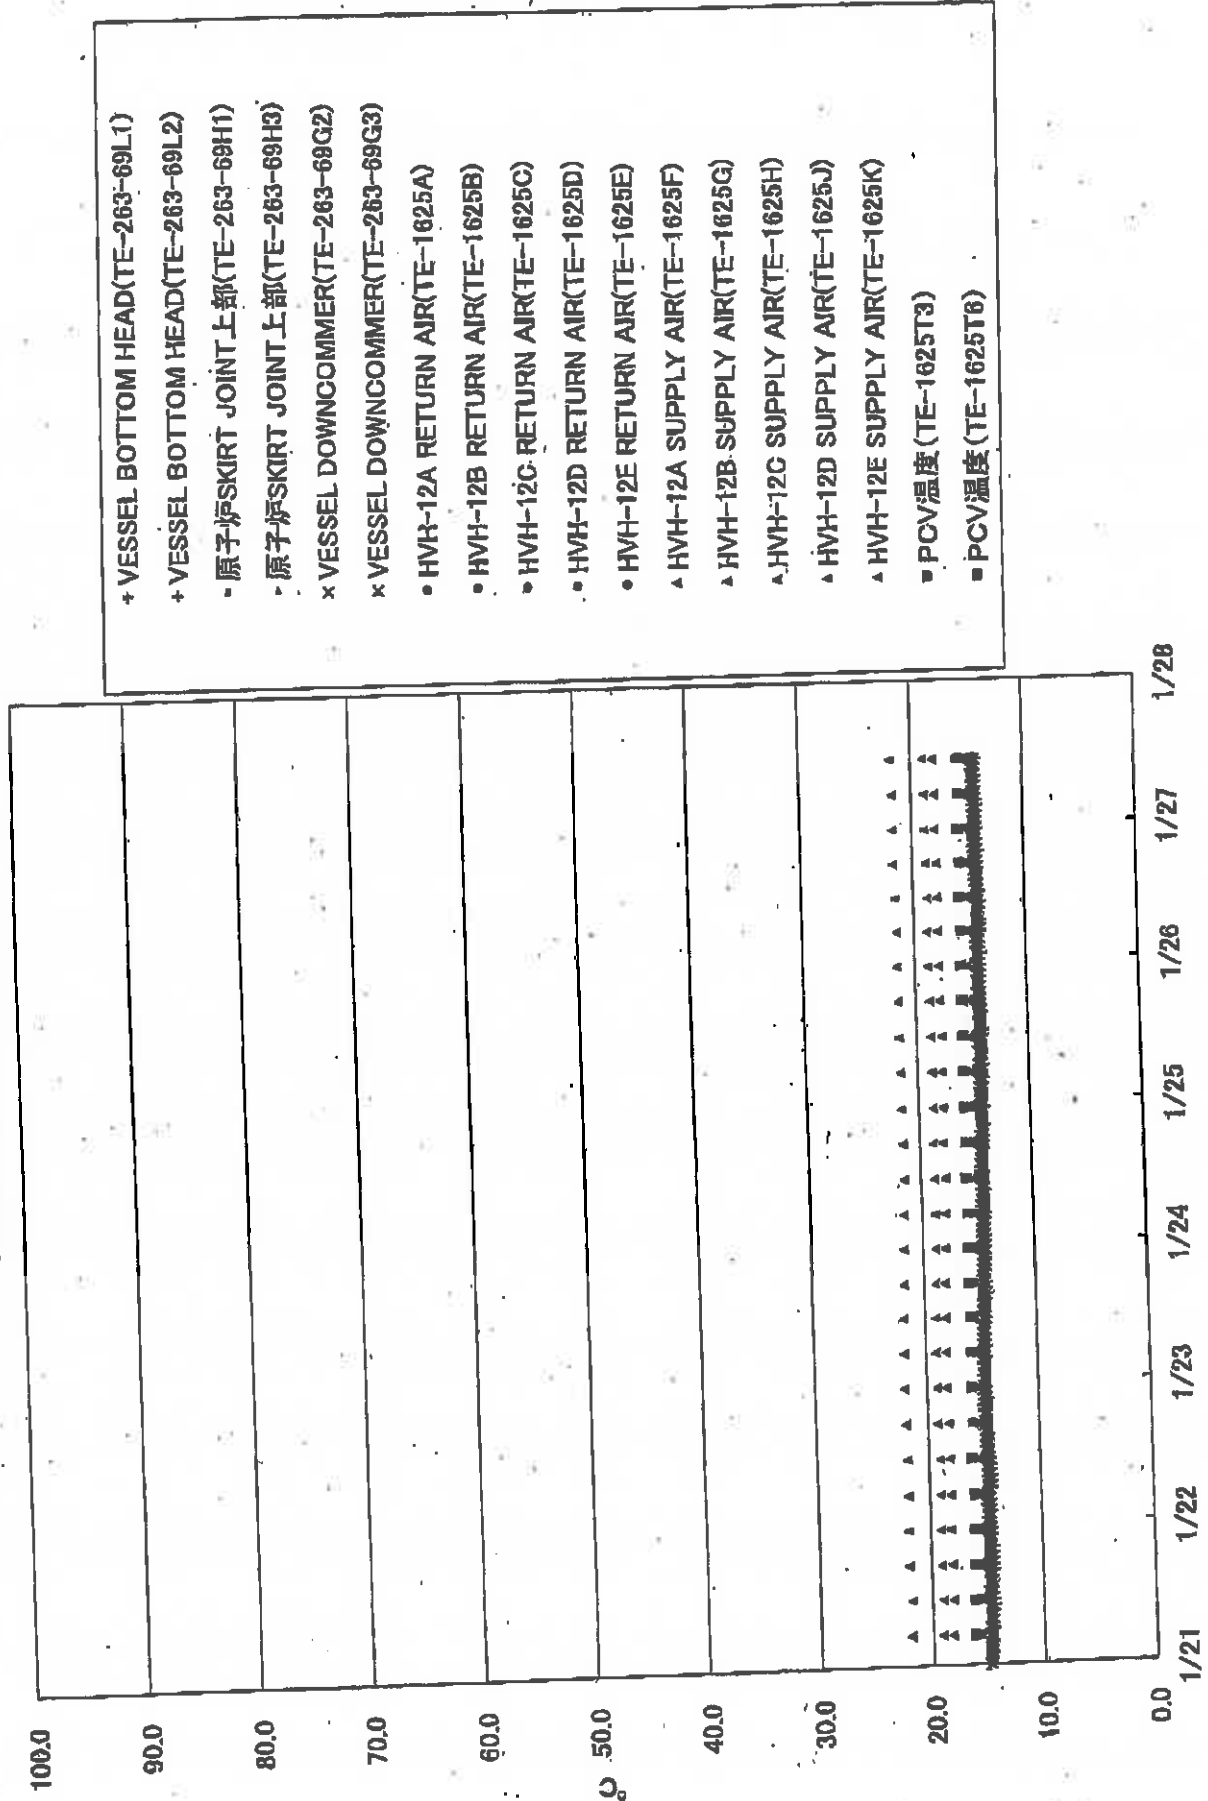 100.0
90.0
80.0
70.0
60.0
50.0
40.0
30.0
20.0
10.0
0.0
℃
1/21
1/22
1/23
1/24
1/25
1/26
1/27
1/28
+ VESSEL BOTTOM HEAD(TE-263-69L1)
+ VESSEL BOTTOM HEAD(TE-263-69L2)
- 原子炉SKIRT JOINT上部(TE-263-69H1)
- 原子炉SKIRT JOINT上部(TE-263-69H3)
× VESSEL DOWNCOMMER(TE-263-69G2)
× VESSEL DOWNCOMMER(TE-263-69G3)
● HVH-12A RETURN AIR(TE-1625A)
● HVH-12B RETURN AIR(TE-1625B)
● HVH-12C RETURN AIR(TE-1625C)
● HVH-12D RETURN AIR(TE-1625D)
● HVH-12E RETURN AIR(TE-1625E)
▲ HVH-12A SUPPLY AIR(TE-1625F)
▲ HVH-12B SUPPLY AIR(TE-1625G)
▲ HVH-12C SUPPLY AIR(TE-1625H)
▲ HVH-12D SUPPLY AIR(TE-1625J)
▲ HVH-12E SUPPLY AIR(TE-1625K)
■ PCV温度(TE-1625T3)
■ PCV温度(TE-1625T6)